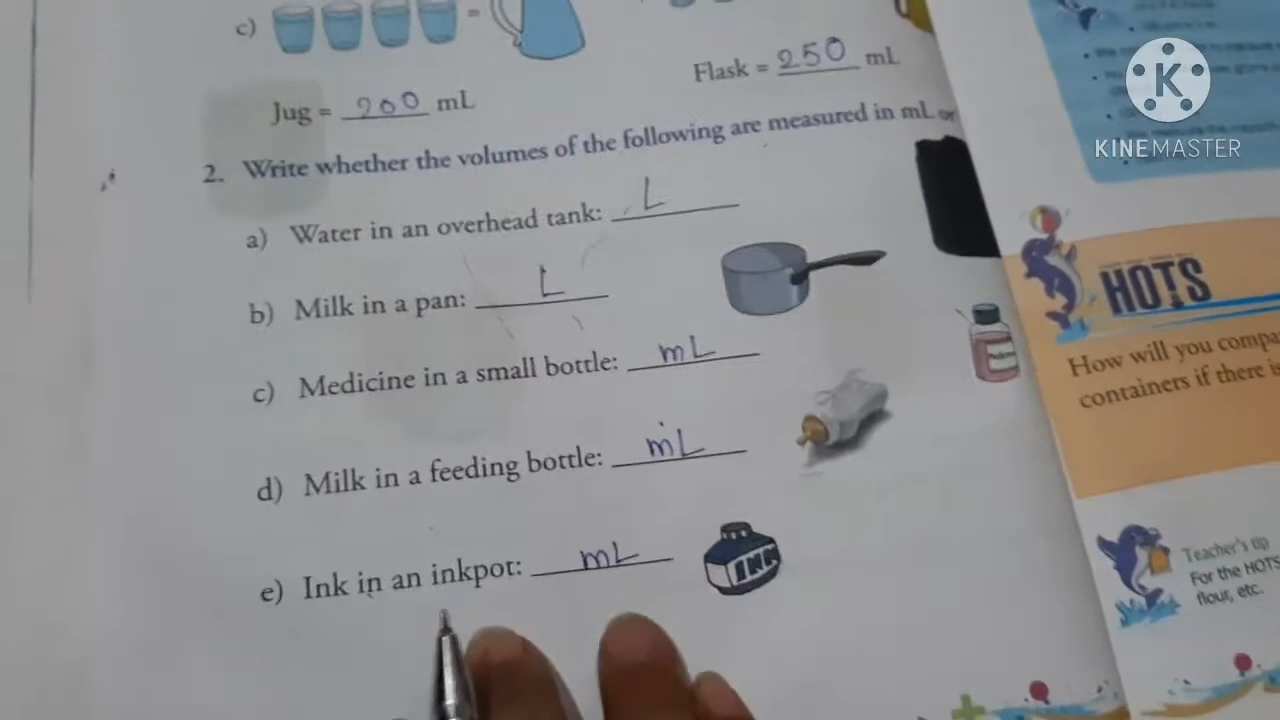 c)
=
Flask = 250 mL
Jug = 200 mL
2. Write whether the volumes of the following are measured in mL or
a) Water in an overhead tank: L
b) Milk in a pan: L
c) Medicine in a small bottle: mL
d) Milk in a feeding bottle: mL
e) Ink in an inkpot: mL
INK
K
KINEMASTER
HOTS
How will you compa
containers if there is
Teacher's tip
For the HOTS
flour, etc.